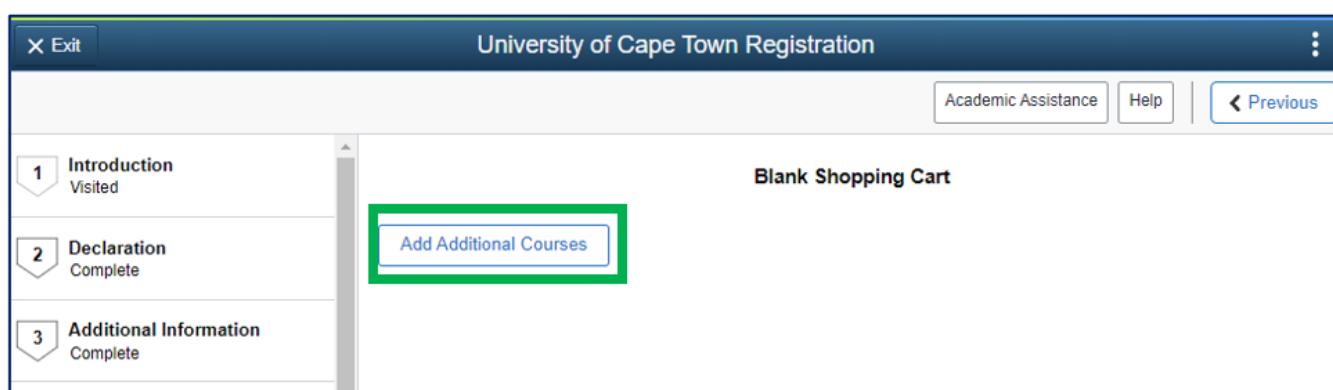 Exit
University of Cape Town Registration
Academic Assistance
Help
Previous
1
Introduction
Visited
Blank Shopping Cart
Add Additional Courses
2
Declaration
Complete
3
Additional Information
Complete